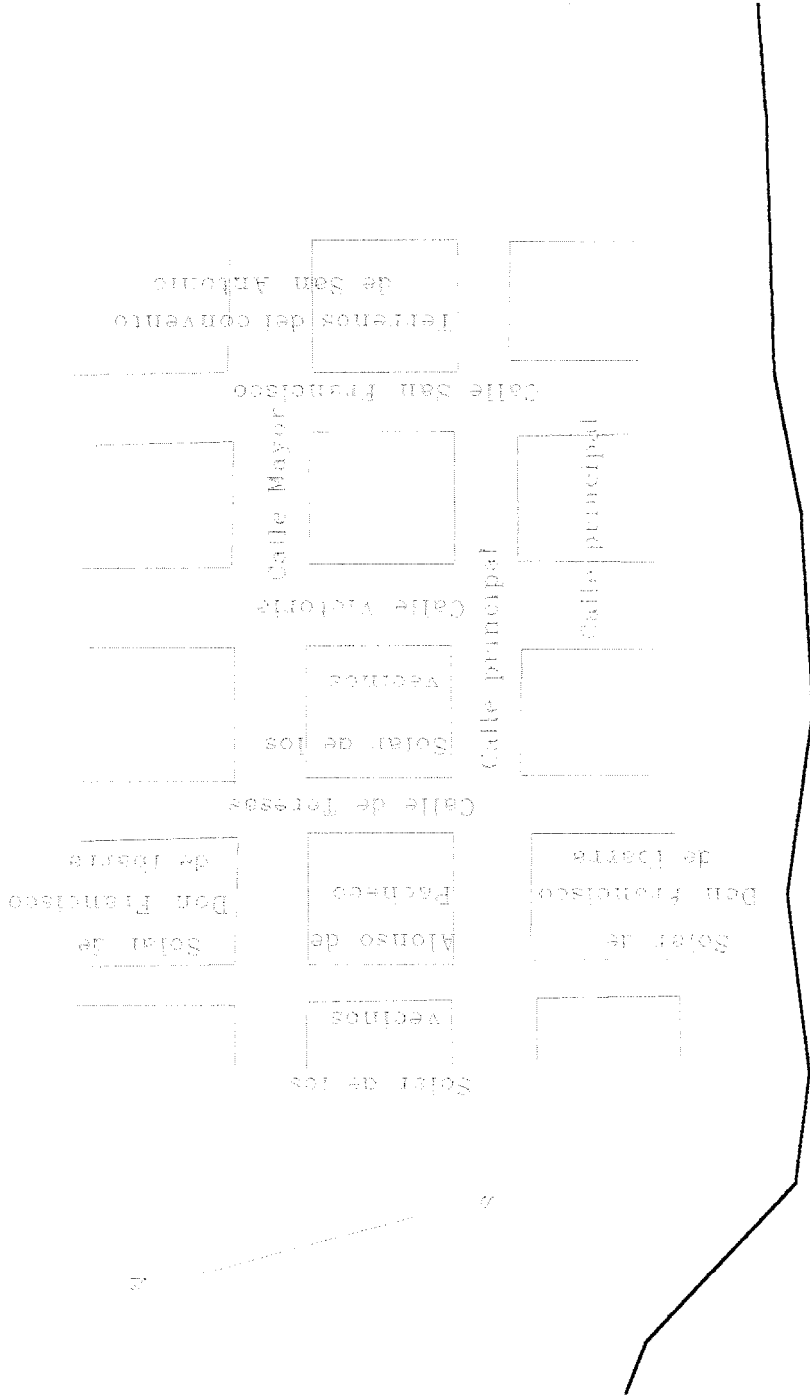 Solar de los
vecinos
Solar de
Don Francisco
de Ibarra
Alonso de
Pacheco
Solar de
Don Francisco
de Ibarra
Calle de Teresos
Solar de los
vecinos
Calle principal
Calle Victoria
Calle principal
Calle Mayor
Calle San Francisco
Terrenos del convento
de San Antonio